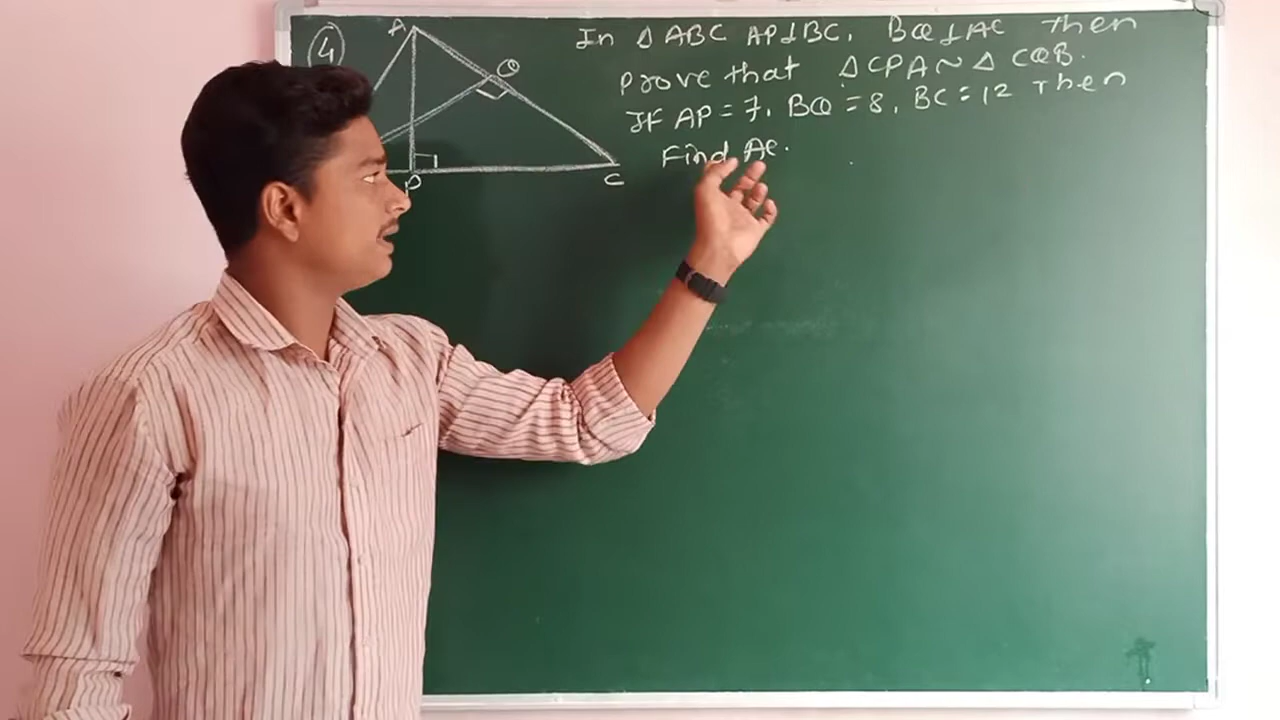 (4)
A
Q
P
C
In △ABC AP⊥BC, BQ⊥AC then
prove that △CPA ~ △CQB.
If AP = 7, BQ = 8, BC = 12 Then
Find AC.